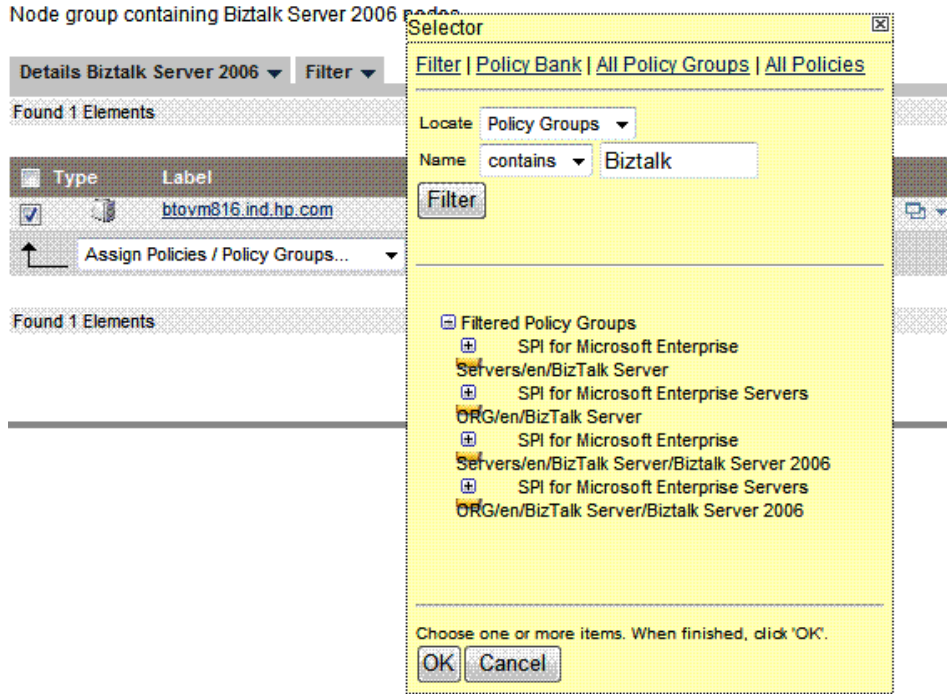 Node group containing Biztalk Server 2006 nodes
Details Biztalk Server 2006
Filter
Found 1 Elements
Type
Label
btovm816.ind.hp.com
Assign Policies / Policy Groups...
Found 1 Elements
Selector
Filter | Policy Bank | All Policy Groups | All Policies
Locate Policy Groups
Name contains Biztalk
Filter
Filtered Policy Groups
SPI for Microsoft Enterprise
Servers/en/BizTalk Server
SPI for Microsoft Enterprise Servers
ORG/en/BizTalk Server
SPI for Microsoft Enterprise
Servers/en/BizTalk Server/Biztalk Server 2006
SPI for Microsoft Enterprise Servers
ORG/en/BizTalk Server/Biztalk Server 2006
Choose one or more items. When finished, click 'OK'.
OK Cancel